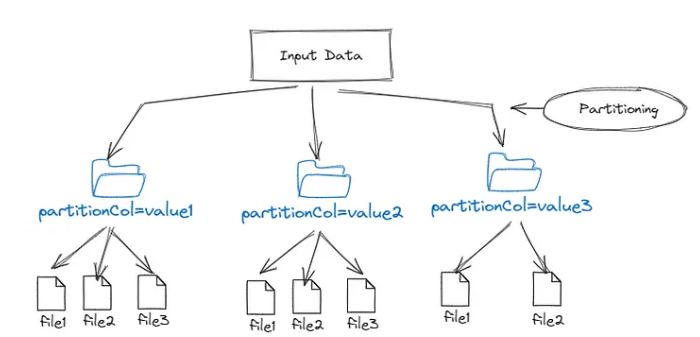 Input Data
Partitioning
partitionCol=value1
partitionCol=value2
partitionCol=value3
file1
file2
file3
file1
file2
file3
file1
file2